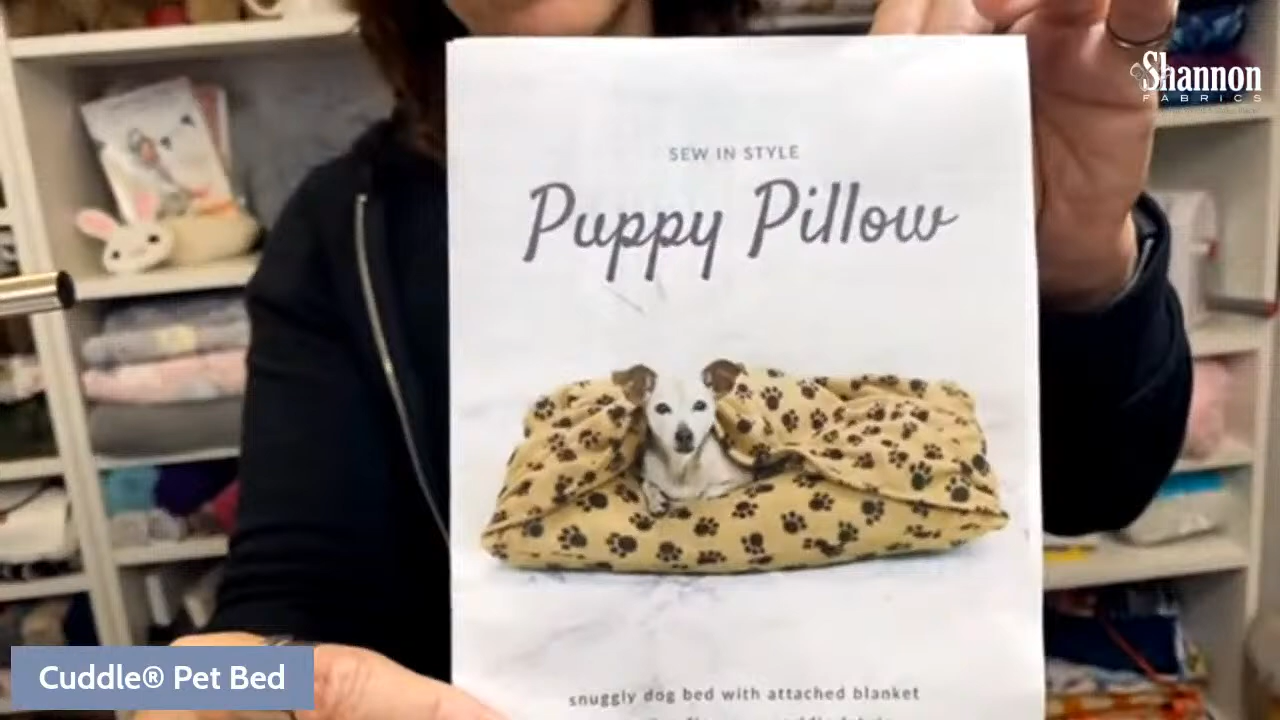 Shannon
FABRICS
SEW IN STYLE
Puppy Pillow
snuggly dog bed with attached blanket
Cuddle® Pet Bed